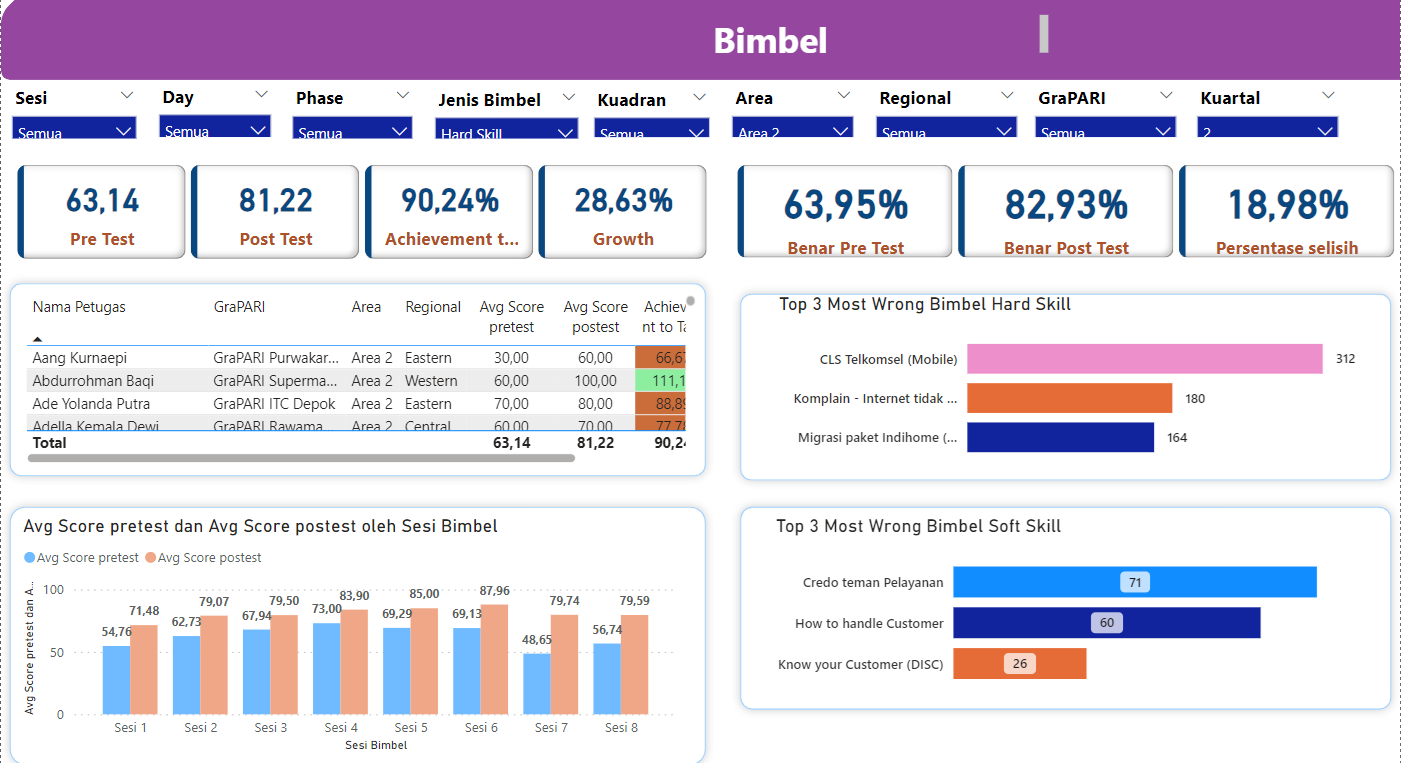 Bimbel
Sesi
Day
Phase
Jenis Bimbel
Kuadran
Area
Regional
GraPARI
Kuartal
Semua
Semua
Semua
Hard Skill
Semua
Area 2
Semua
Semua
2
63,14
Pre Test
81,22
Post Test
90,24%
Achievement t...
28,63%
Growth
63,95%
Benar Pre Test
82,93%
Benar Post Test
18,98%
Persentase selisih
Nama Petugas GraPARI Area Regional Avg Score pretest Avg Score postest Achiev nt to Ta
Aang Kurnaepi GraPARI Purwakar... Area 2 Eastern 30,00 60,00 66,67
Abdurrohman Baqi GraPARI Superma... Area 2 Western 60,00 100,00 111,1
Ade Yolanda Putra GraPARI ITC Depok Area 2 Eastern 70,00 80,00 88,89
Adella Kemala Dewi GraPARI Rawama... Area 2 Central 60,00 70,00 77,78
Total 63,14 81,22 90,24
Top 3 Most Wrong Bimbel Hard Skill
CLS Telkomsel (Mobile) 312
Komplain - Internet tidak ... 180
Migrasi paket Indihome (... 164
Avg Score pretest dan Avg Score postest oleh Sesi Bimbel
Avg Score pretest Avg Score postest
Avg Score pretest dan A...
100
50
0
54,76 71,48
62,73 79,07
67,94 79,50
73,00 83,90
69,29 85,00
69,13 87,96
48,65 79,74
56,74 79,59
Sesi 1 Sesi 2 Sesi 3 Sesi 4 Sesi 5 Sesi 6 Sesi 7 Sesi 8
Sesi Bimbel
Top 3 Most Wrong Bimbel Soft Skill
Credo teman Pelayanan 71
How to handle Customer 60
Know your Customer (DISC) 26